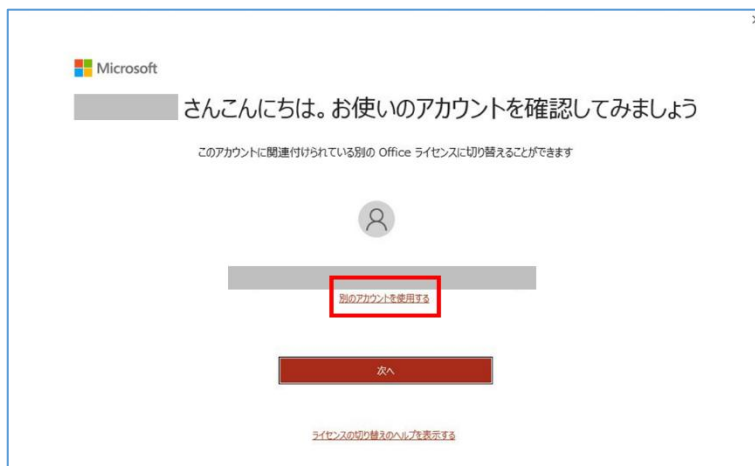 Microsoft
さんこんにちは。お使いのアカウントを確認してみましょう
このアカウントに関連付けられている別の Office ライセンスに切り替えることができます
別のアカウントを使用する
次へ
ライセンスの切り替えのヘルプを表示する